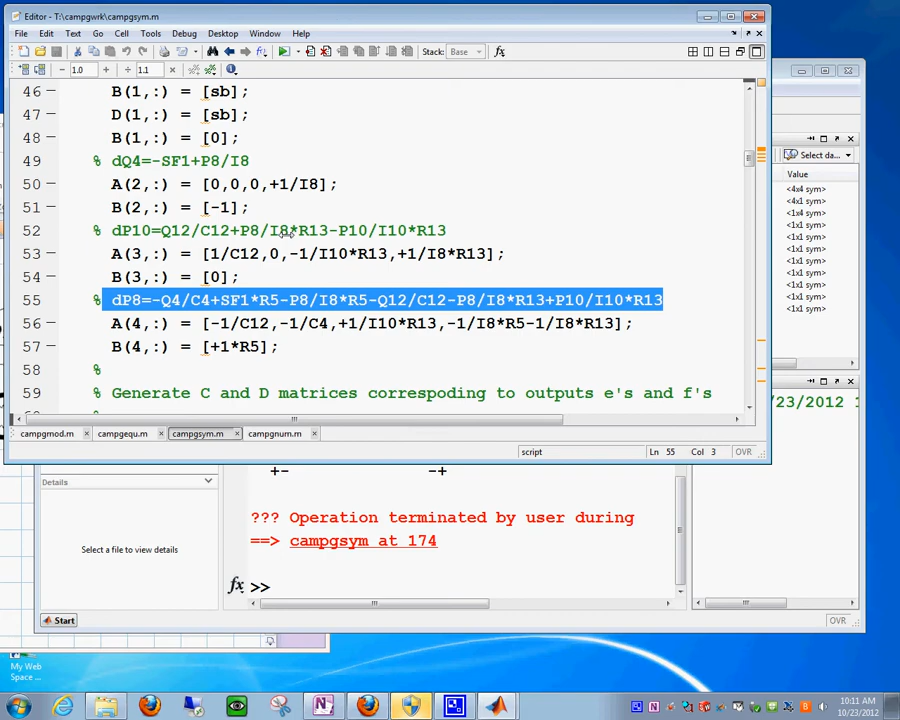 Editor - T:\campgwrk\campgsym.m
File Edit Text Go Cell Tools Debug Desktop Window Help
Stack: Base
− 1.0 + ÷ 1.1 ×
46 B(1,:) = [sb];
47 D(1,:) = [sb];
48 B(1,:) = [0];
49 % dQ4=-SF1+P8/I8
50 A(2,:) = [0,0,0,+1/I8];
51 B(2,:) = [-1];
52 % dP10=Q12/C12+P8/I8*R13-P10/I10*R13
53 A(3,:) = [1/C12,0,-1/I10*R13,+1/I8*R13];
54 B(3,:) = [0];
55 % dP8=-Q4/C4+SF1*R5-P8/I8*R5-Q12/C12-P8/I8*R13+P10/I10*R13
56 A(4,:) = [-1/C12,-1/C4,+1/I10*R13,-1/I8*R5-1/I8*R13];
57 B(4,:) = [+1*R5];
58 %
59 % Generate C and D matrices correspoding to outputs e's and f's
campgmod.m campgequ.m campgsym.m campgnum.m
script Ln 55 Col 3 OVR
Select da...
Value
<4x4 sym>
<4x1 sym>
<1x4 sym>
<1x1 sym>
<1x1 sym>
<1x1 sym>
<1x1 sym>
<1x1 sym>
<1x1 sym>
<1x1 sym>
<1x1 sym>
/23/2012 1
Details
Select a file to view details
+- -+
??? Operation terminated by user during
==> campgsym at 174
fx >>
Start
OVR
My Web
Space ...
10:11 AM
10/23/2012